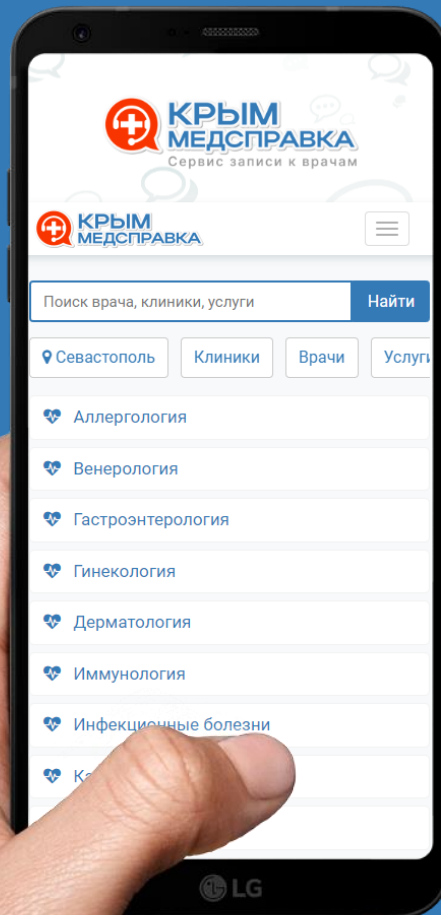 КРЫМ
МЕДСПРАВКА
Сервис записи к врачам
КРЫМ
МЕДСПРАВКА
Поиск врача, клиники, услуги
Найти
Севастополь
Клиники
Врачи
Услуги
Аллергология
Венерология
Гастроэнтерология
Гинекология
Дерматология
Иммунология
Инфекционные болезни
LG